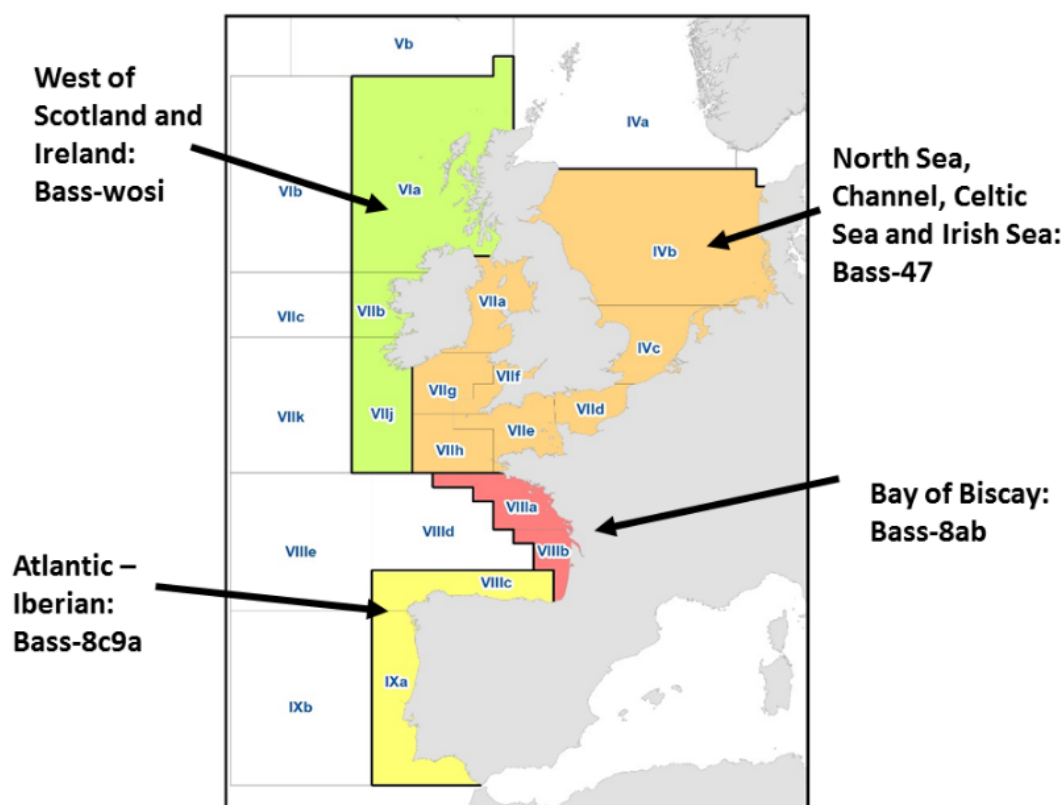 West of
Scotland and
Ireland:
Bass-wosi
North Sea,
Channel, Celtic
Sea and Irish Sea:
Bass-47
Bay of Biscay:
Bass-8ab
Atlantic –
Iberian:
Bass-8c9a
Vb
IVa
VIb
VIa
IVb
VIIc
VIIb
VIIa
IVc
VIIk
VIIj
VIIg
VIIf
VIId
VIIe
VIIh
VIIIa
VIIIe
VIIId
VIIIb
VIIIc
IXb
IXa